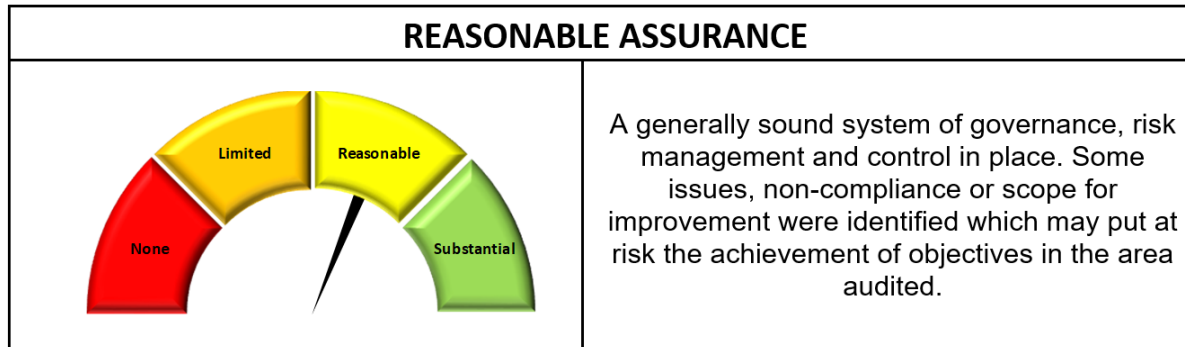 REASONABLE ASSURANCE
Limited
Reasonable
None
Substantial
A generally sound system of governance, risk
management and control in place. Some
issues, non-compliance or scope for
improvement were identified which may put at
risk the achievement of objectives in the area
audited.